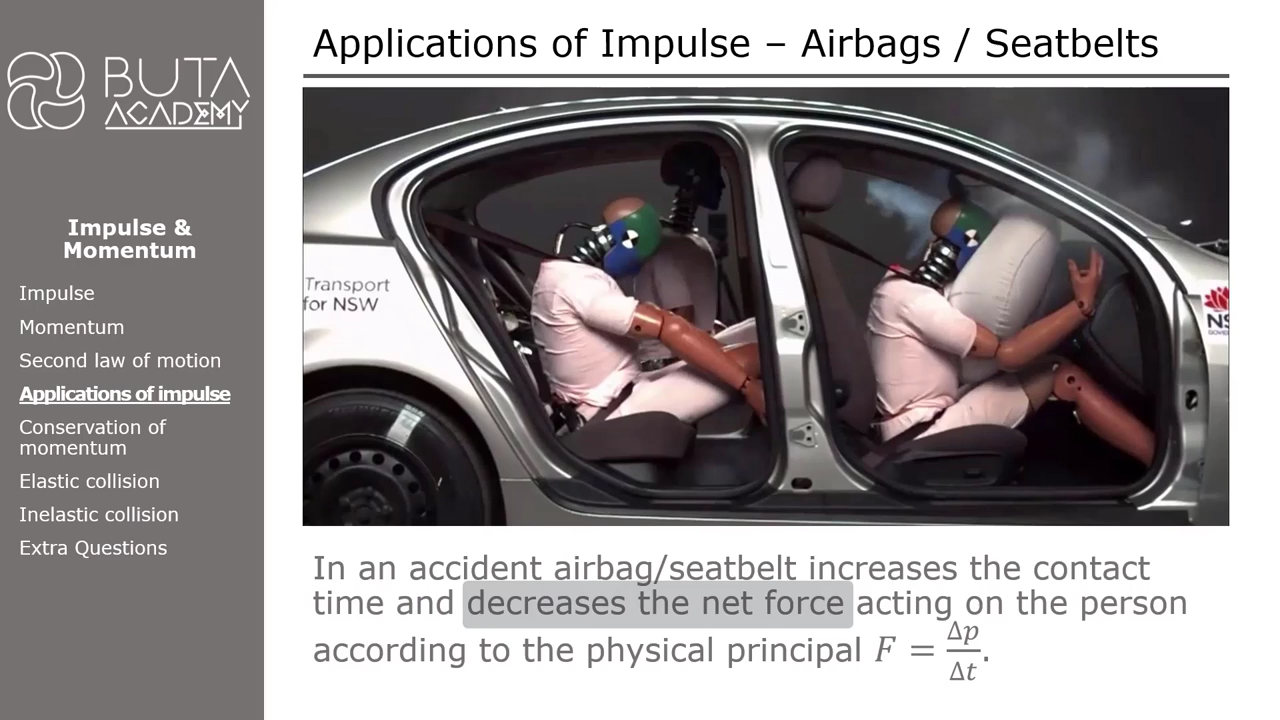 BUTA
ACADEMY
Impulse &
Momentum
Impulse
Momentum
Second law of motion
Applications of impulse
Conservation of
momentum
Elastic collision
Inelastic collision
Extra Questions
Applications of Impulse – Airbags / Seatbelts
Transport
for NSW
In an accident airbag/seatbelt increases the contact
time and decreases the net force acting on the person
according to the physical principal F = Δp/Δt.